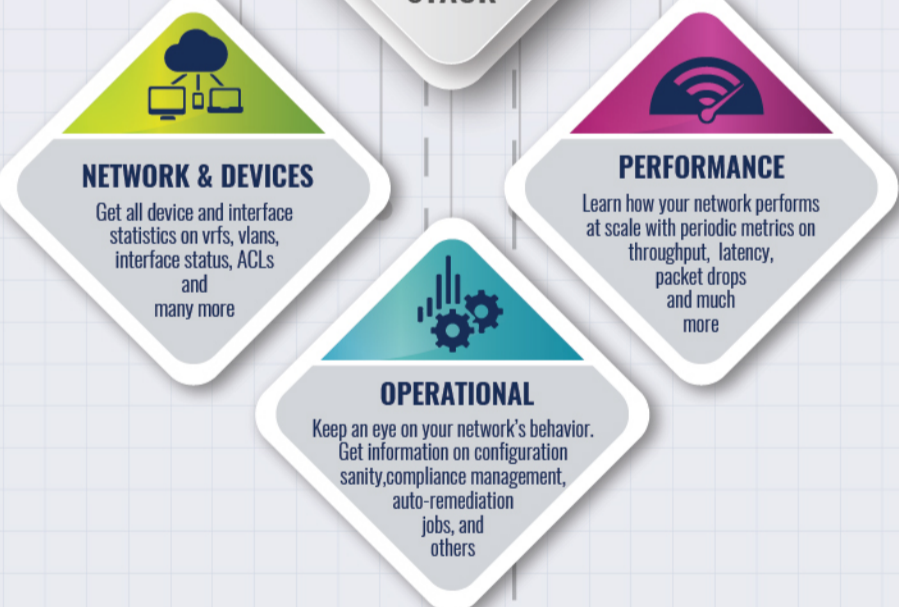 STACK
NETWORK & DEVICES
Get all device and interface
statistics on vrfs, vlans,
interface status, ACLs
and
many more
PERFORMANCE
Learn how your network performs
at scale with periodic metrics on
throughput, latency,
packet drops
and much
more
OPERATIONAL
Keep an eye on your network's behavior.
Get information on configuration
sanity,compliance management,
auto-remediation
jobs, and
others